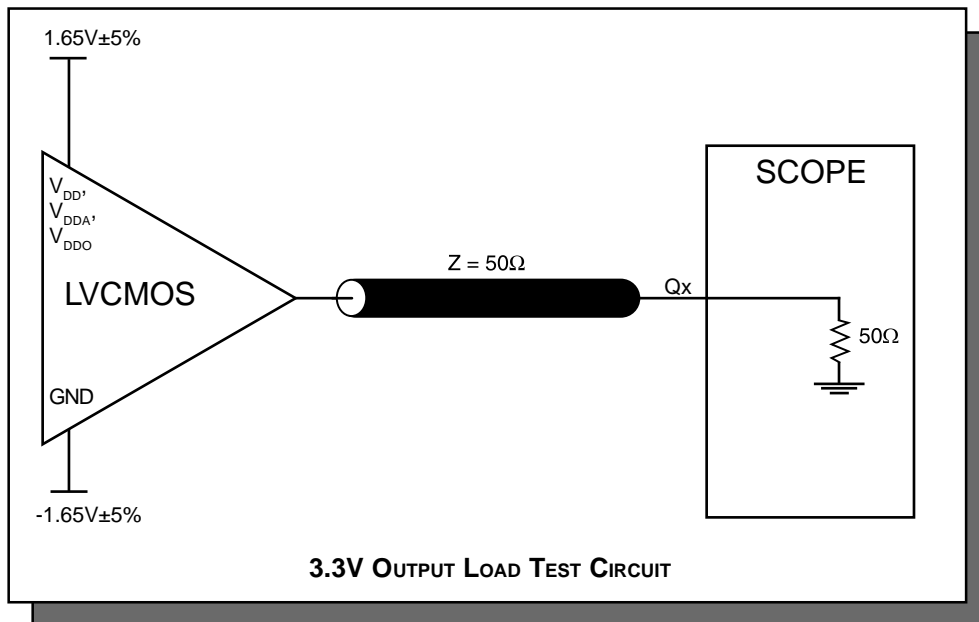 1.65V±5%
SCOPE
V_DD,
V_DDA,
V_DDO
Z = 50Ω
LVCMOS
Qx
50Ω
GND
-1.65V±5%
3.3V OUTPUT LOAD TEST CIRCUIT